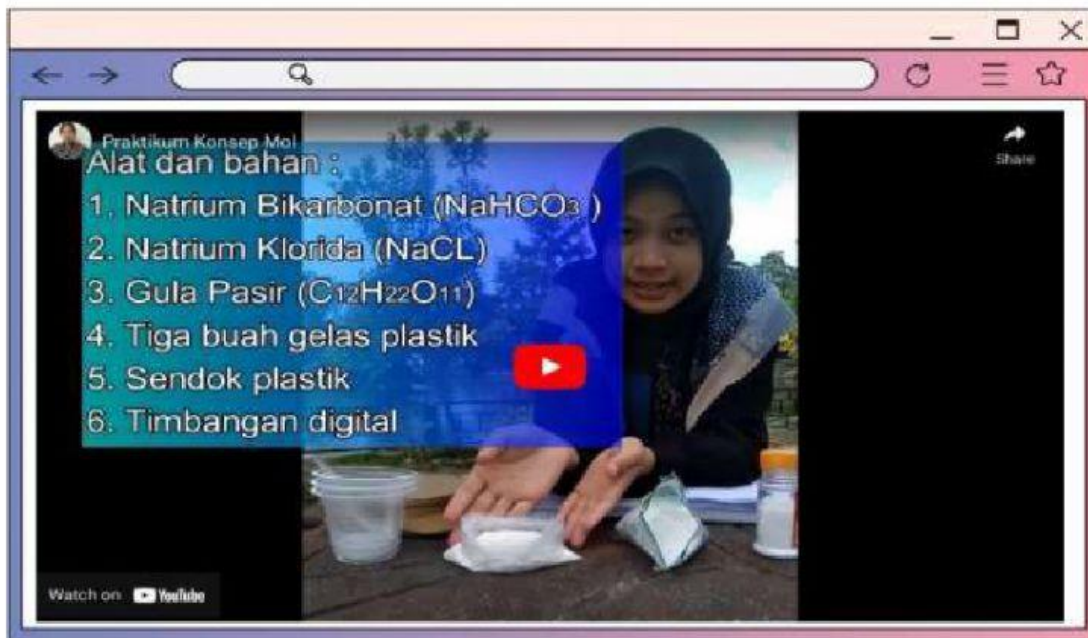 Praktikum Konsep Mol
Share
Alat dan bahan :
1. Natrium Bikarbonat (NaHCO3 )
2. Natrium Klorida (NaCL)
3. Gula Pasir (C12H22O11)
4. Tiga buah gelas plastik
5. Sendok plastik
6. Timbangan digital
Watch on YouTube